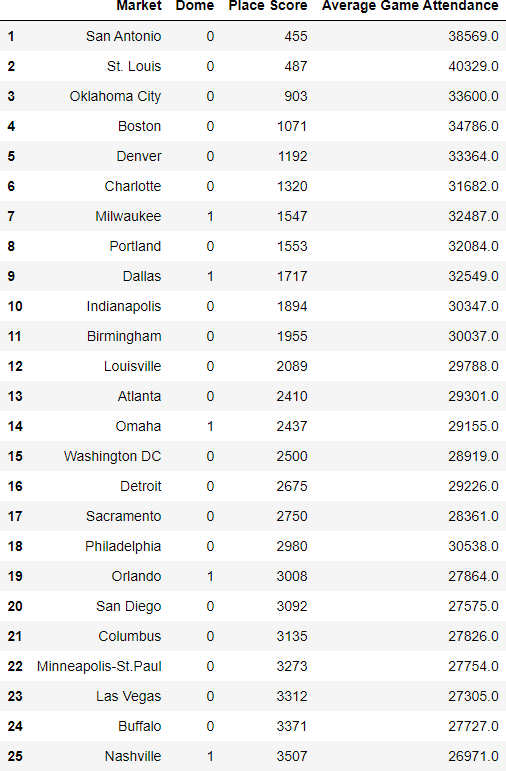 Market Dome Place Score Average Game Attendance
1 San Antonio 0 455 38569.0
2 St. Louis 0 487 40329.0
3 Oklahoma City 0 903 33600.0
4 Boston 0 1071 34786.0
5 Denver 0 1192 33364.0
6 Charlotte 0 1320 31682.0
7 Milwaukee 1 1547 32487.0
8 Portland 0 1553 32084.0
9 Dallas 1 1717 32549.0
10 Indianapolis 0 1894 30347.0
11 Birmingham 0 1955 30037.0
12 Louisville 0 2089 29788.0
13 Atlanta 0 2410 29301.0
14 Omaha 1 2437 29155.0
15 Washington DC 0 2500 28919.0
16 Detroit 0 2675 29226.0
17 Sacramento 0 2750 28361.0
18 Philadelphia 0 2980 30538.0
19 Orlando 1 3008 27864.0
20 San Diego 0 3092 27575.0
21 Columbus 0 3135 27826.0
22 Minneapolis-St.Paul 0 3273 27754.0
23 Las Vegas 0 3312 27305.0
24 Buffalo 0 3371 27727.0
25 Nashville 1 3507 26971.0